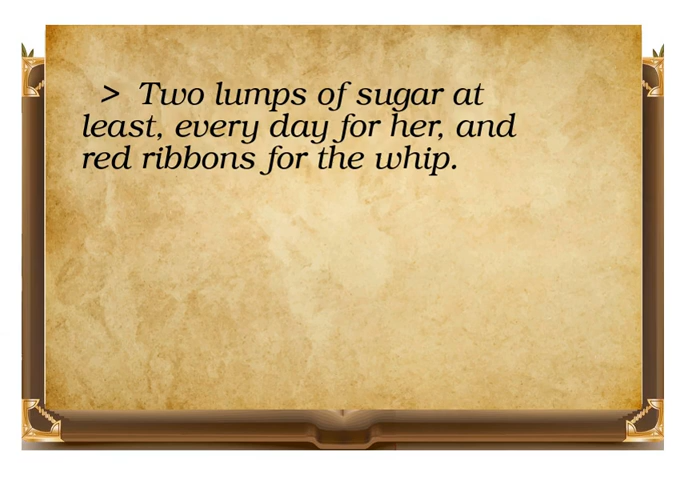 > Two lumps of sugar at
least, every day for her, and
red ribbons for the whip.